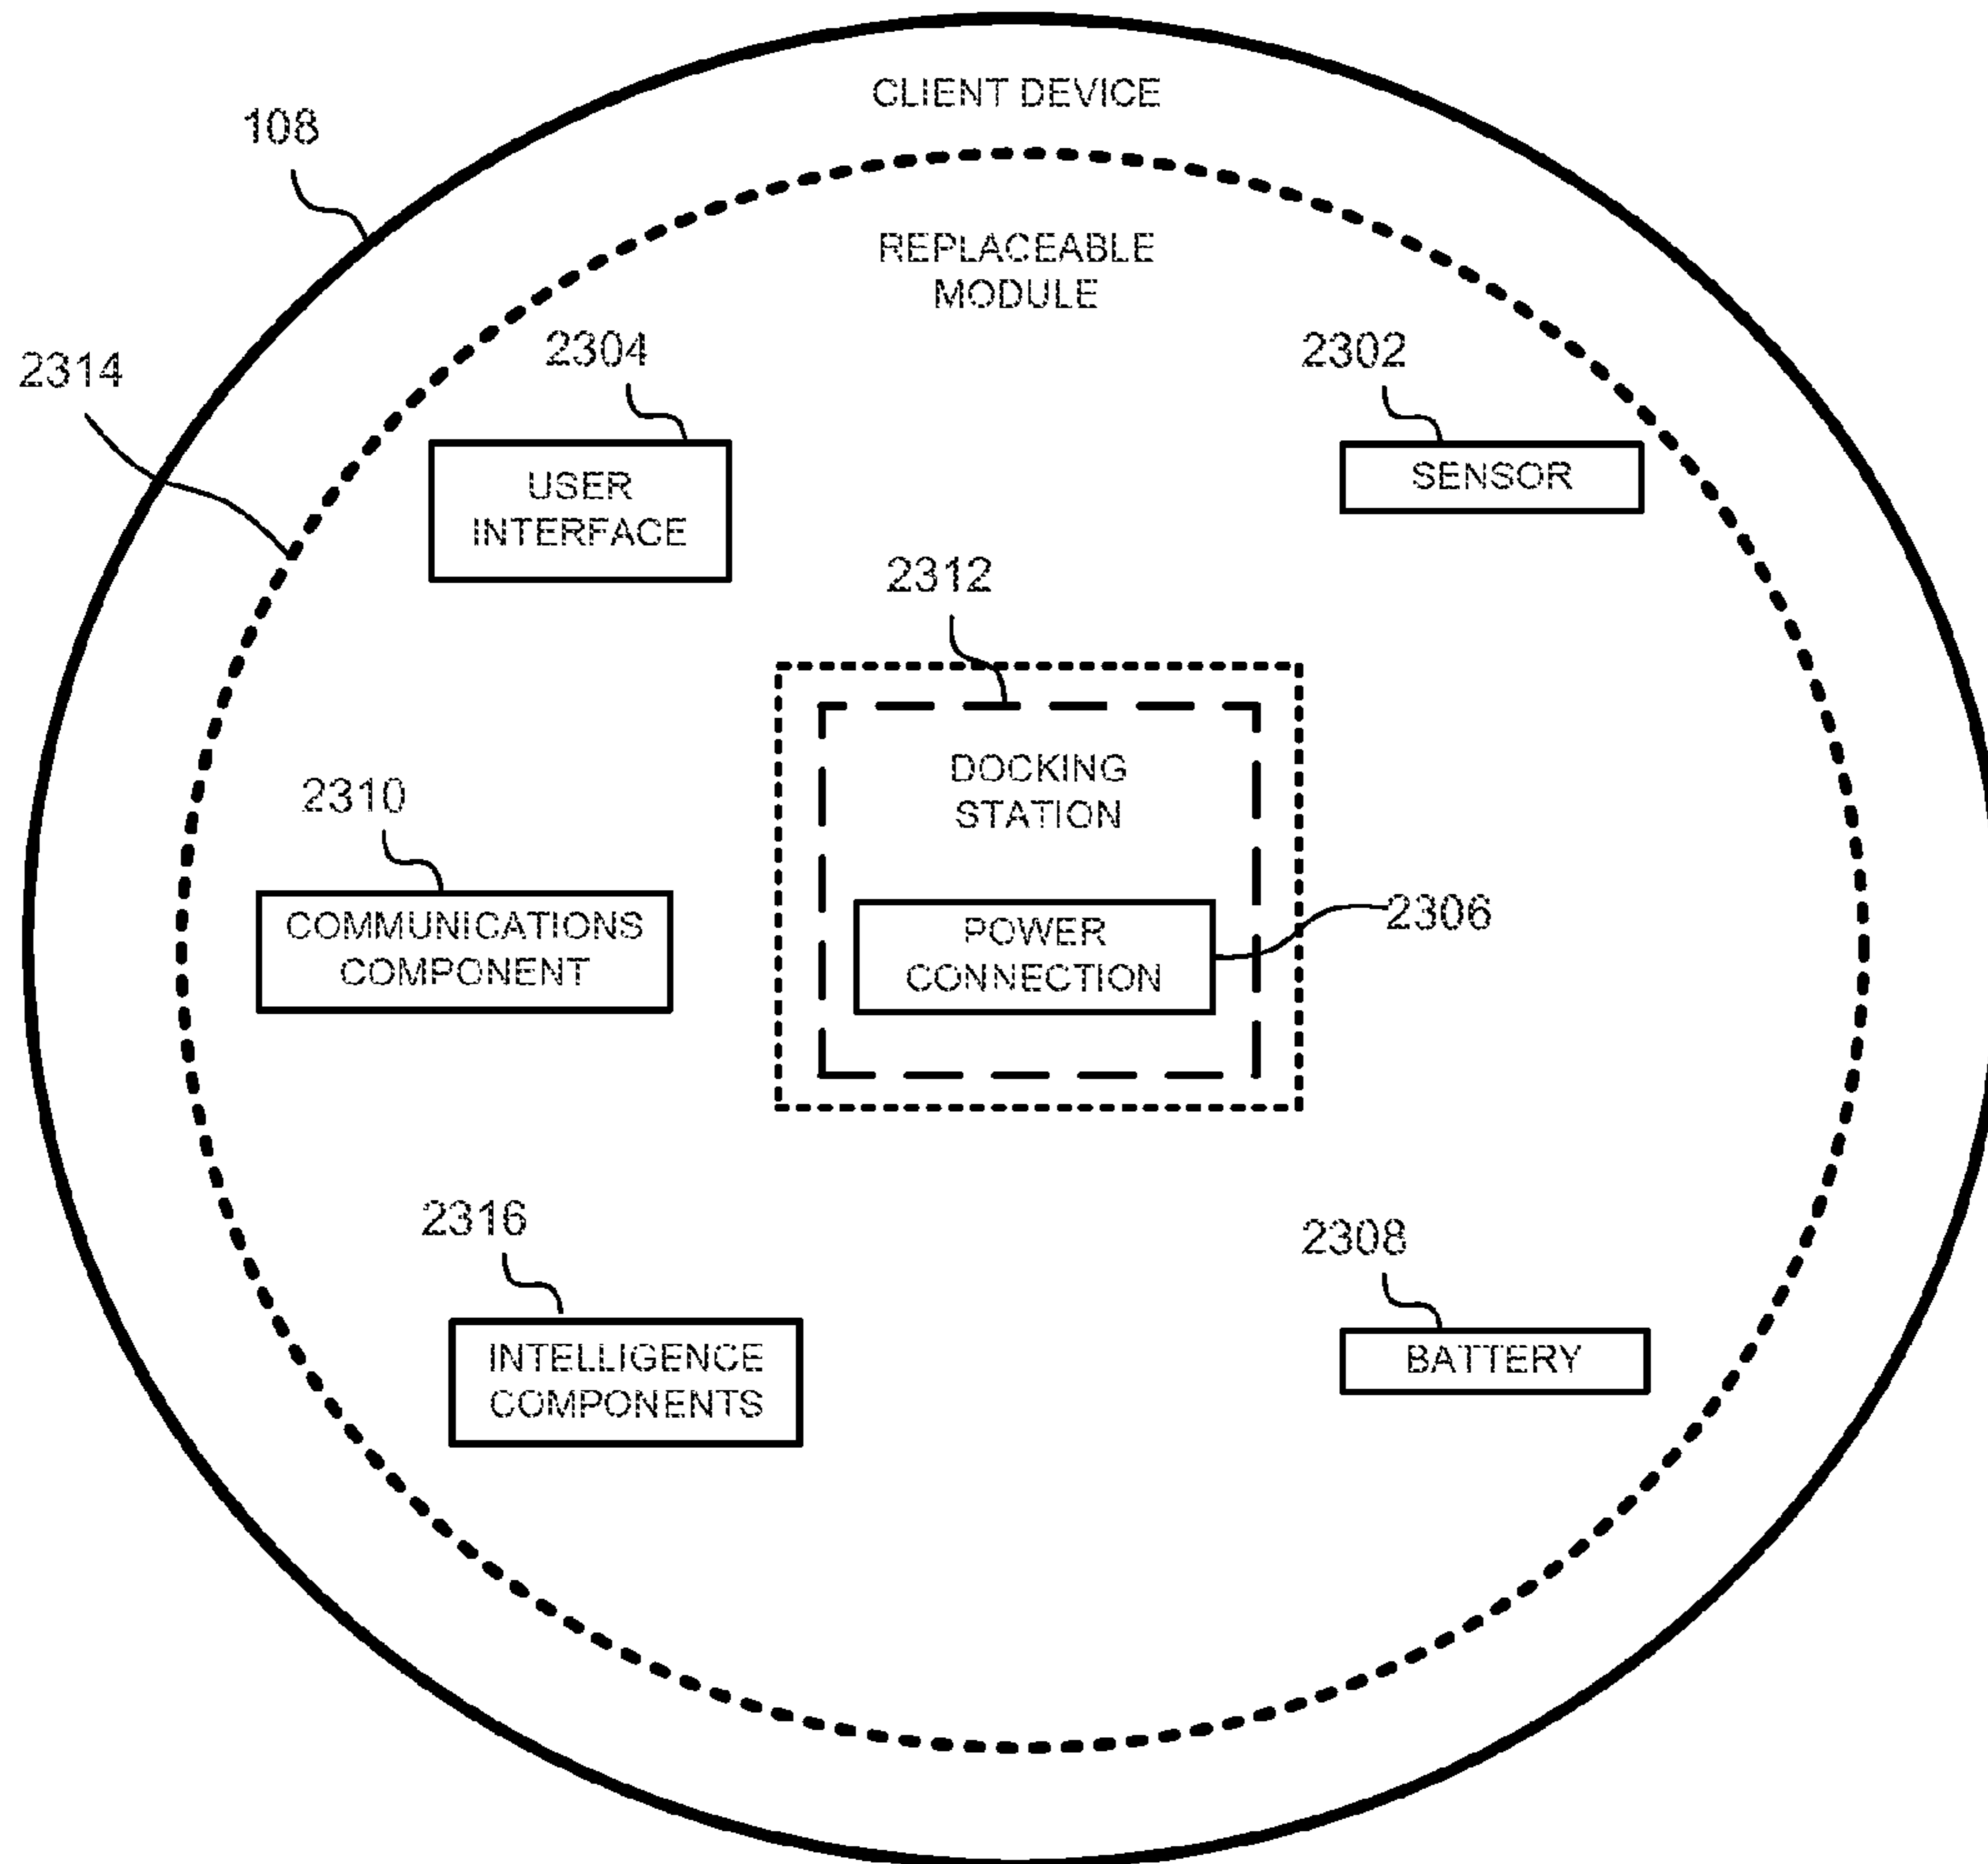 CLIENT DEVICE
108
REPLACEABLE
MODULE
2314
2304
2302
USER
INTERFACE
SENSOR
2312
DOCKING
STATION
2310
COMMUNICATIONS
COMPONENT
POWER
CONNECTION
2306
2316
2308
INTELLIGENCE
COMPONENTS
BATTERY